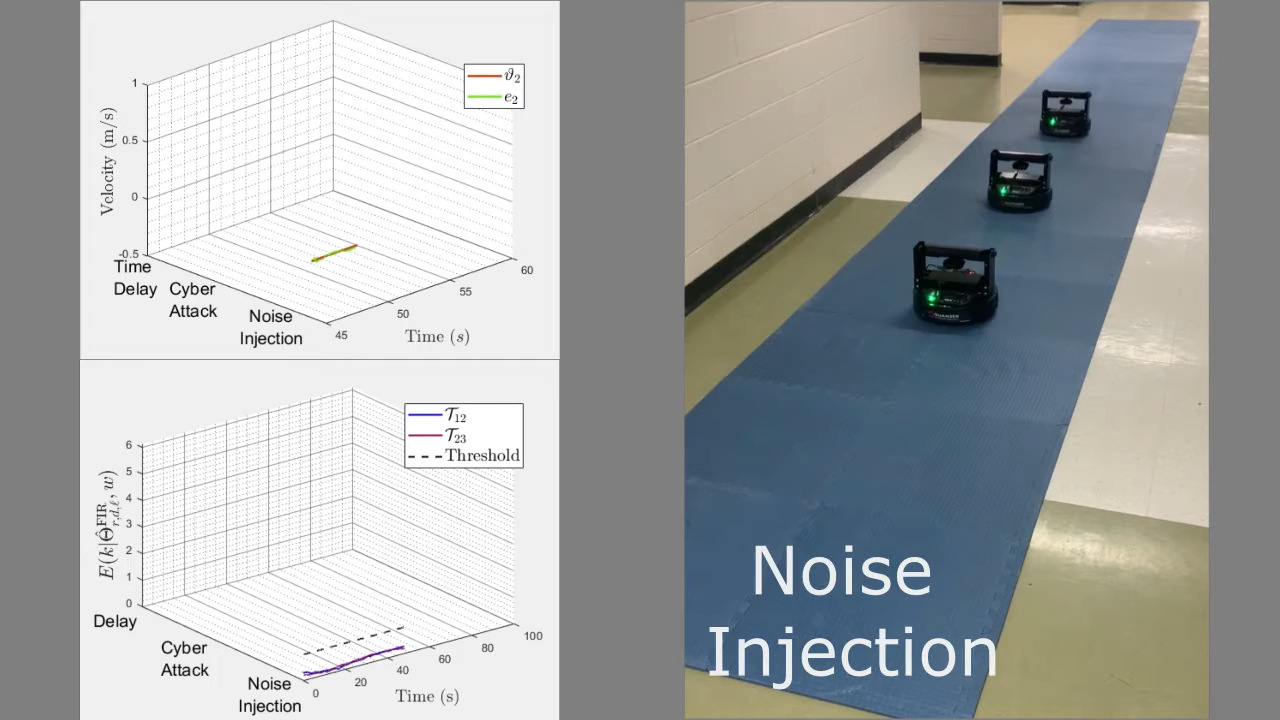 1
0.5
0
-0.5
Velocity (m/s)
ϑ₂
e₂
Time
Delay
Cyber
Attack
Noise
Injection
45
50
55
60
Time (s)
6
5
4
3
2
1
0
E(k|Θ̂ᶠᴵᴿ_{r,d,ℓ}, w)
𝒯₁₂
𝒯₂₃
Threshold
Delay
Cyber
Attack
Noise
Injection
0
20
40
60
80
100
Time (s)
Noise
Injection